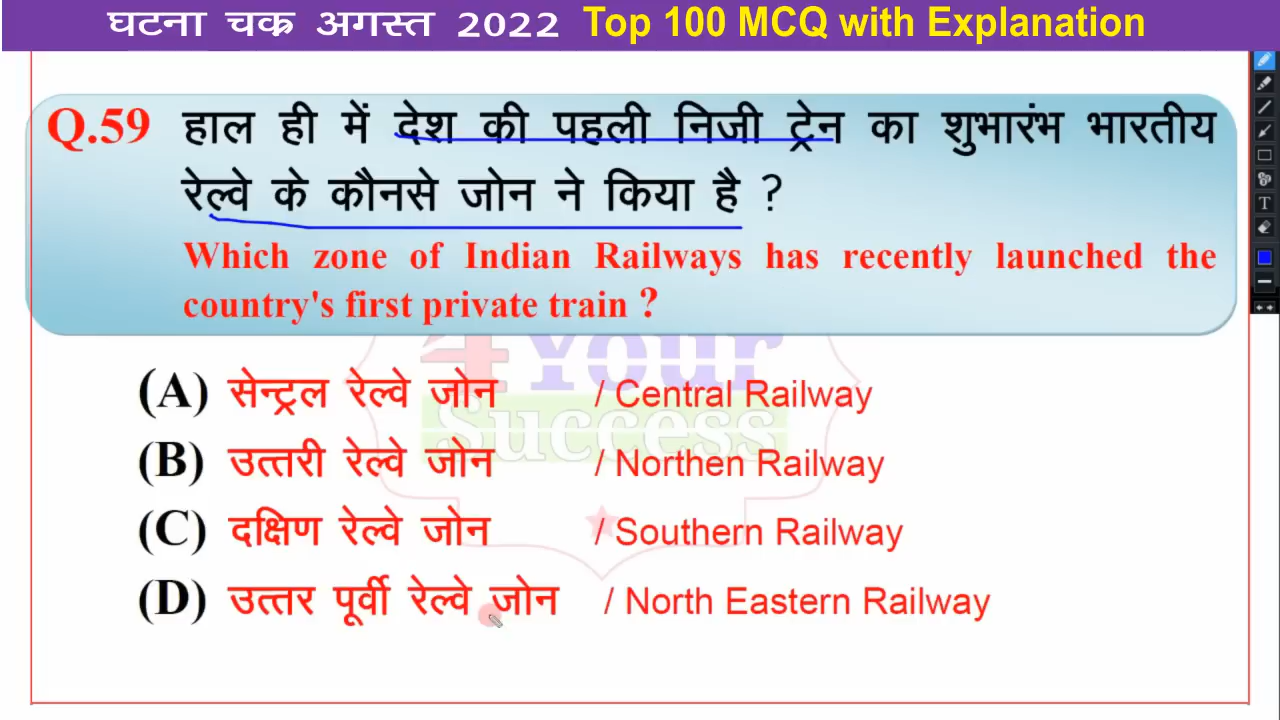 घटना चक्र अगस्त 2022 Top 100 MCQ with Explanation
Q.59 हाल ही में देश की पहली निजी ट्रेन का शुभारंभ भारतीय
रेल्वे के कौनसे जोन ने किया है ?
Which zone of Indian Railways has recently launched the
country's first private train ?
4 Your
Success
(A) सेन्ट्रल रेल्वे जोन / Central Railway
(B) उत्तरी रेल्वे जोन / Northen Railway
(C) दक्षिण रेल्वे जोन / Southern Railway
(D) उत्तर पूर्वी रेल्वे जोन / North Eastern Railway